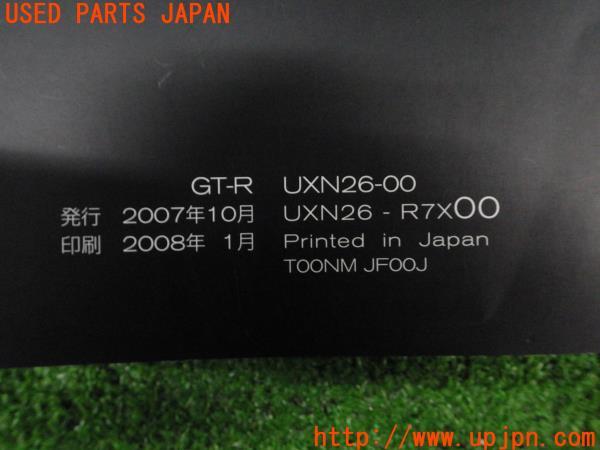 USED PARTS JAPAN
GT-R UXN26-00
発行 2007年10月 UXN26 - R7X00
印刷 2008年 1月 Printed in Japan
T00NM JF00J
http://www.upjpn.com/